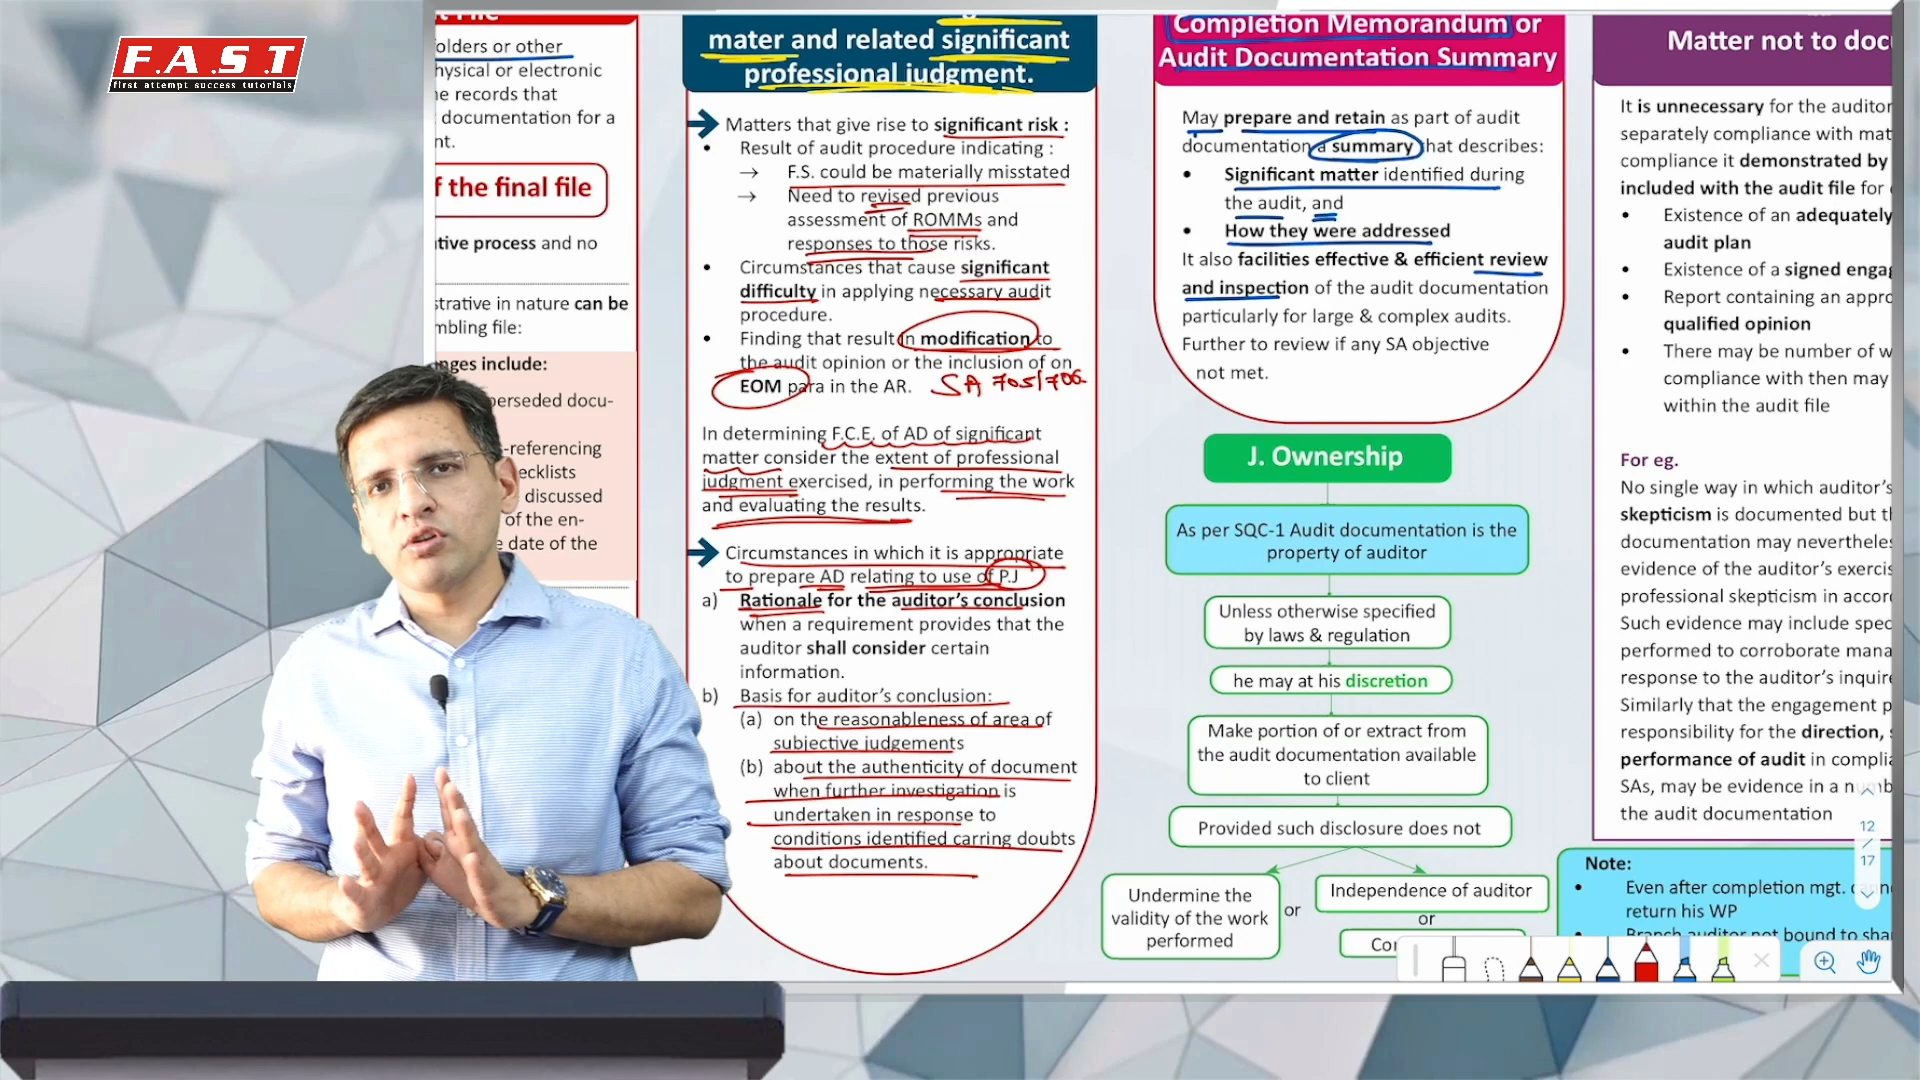 F.A.S.T
first attempt success tutorials
olders or other
hysical or electronic
e records that
documentation for a
nt.
f the final file
tive process and no
strative in nature can be
mbling file:
nges include:
perseded docu-
-referencing
ecklists
discussed
of the en-
e date of the
mater and related significant
professional judgment.
Matters that give rise to significant risk :
• Result of audit procedure indicating :
→ F.S. could be materially misstated
→ Need to revised previous
assessment of ROMMs and
responses to those risks.
• Circumstances that cause significant
difficulty in applying necessary audit
procedure.
• Finding that result in modification to
the audit opinion or the inclusion of on
EOM para in the AR. SA 705/706
In determining F.C.E. of AD of significant
matter consider the extent of professional
judgment exercised, in performing the work
and evaluating the results.
Circumstances in which it is appropriate
to prepare AD relating to use of P.J
a) Rationale for the auditor's conclusion
when a requirement provides that the
auditor shall consider certain
information.
b) Basis for auditor's conclusion:
(a) on the reasonableness of area of
subjective judgements
(b) about the authenticity of document
when further investigation is
undertaken in response to
conditions identified carring doubts
about documents.
Completion Memorandum or
Audit Documentation Summary
May prepare and retain as part of audit
documentation a summary that describes:
• Significant matter identified during
the audit, and
• How they were addressed
It also facilities effective & efficient review
and inspection of the audit documentation
particularly for large & complex audits.
Further to review if any SA objective
not met.
J. Ownership
As per SQC-1 Audit documentation is the
property of auditor
Unless otherwise specified
by laws & regulation
he may at his discretion
Make portion of or extract from
the audit documentation available
to client
Provided such disclosure does not
Undermine the
validity of the work
performed
or
Independence of auditor
or
Co
Matter not to doc
It is unnecessary for the auditor
separately compliance with mat
compliance it demonstrated by
included with the audit file for
• Existence of an adequately
audit plan
• Existence of a signed engag
• Report containing an appro
qualified opinion
• There may be number of w
compliance with then may
within the audit file
For eg.
No single way in which auditor's
skepticism is documented but th
documentation may nevertheles
evidence of the auditor's exercis
professional skepticism in accor
Such evidence may include spec
performed to corroborate mana
response to the auditor's inquire
Similarly that the engagement p
responsibility for the direction, s
performance of audit in complia
SAs, may be evidence in a numb
the audit documentation
12
/
17
Note:
• Even after completion mgt. cann
return his WP
• Branch auditor not bound to sha